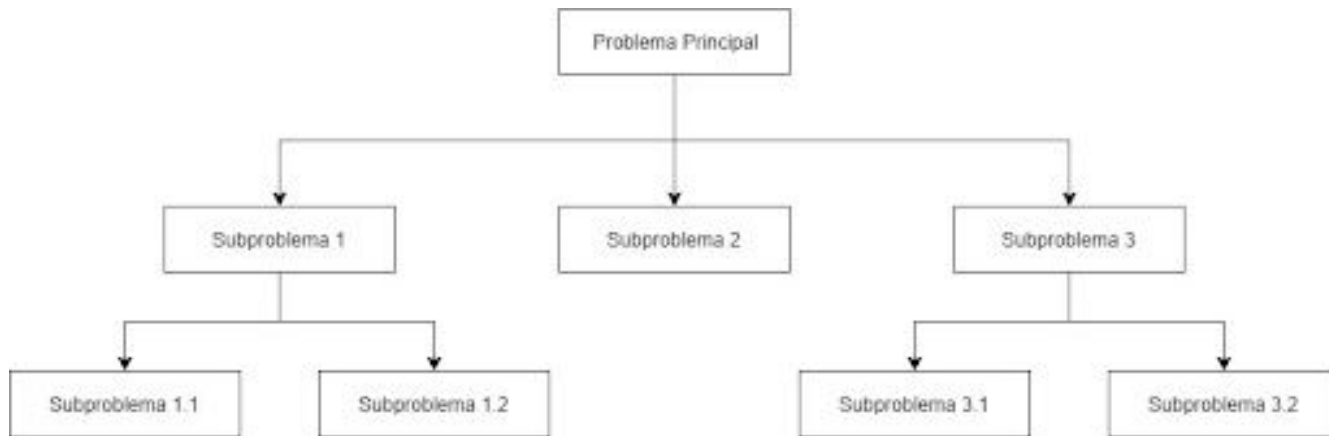 Problema Principal
Subproblema 1
Subproblema 2
Subproblema 3
Subproblema 1.1
Subproblema 1.2
Subproblema 3.1
Subproblema 3.2